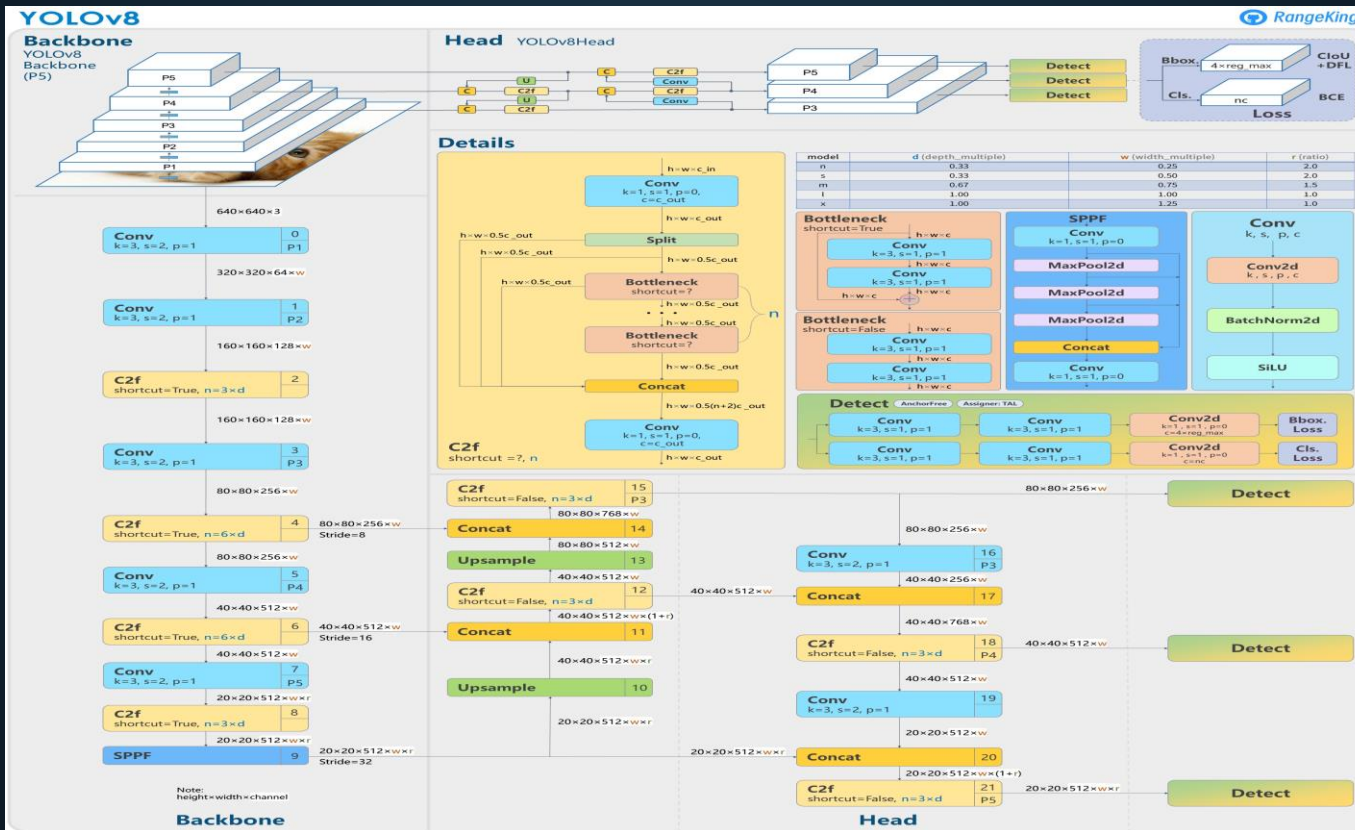 YOLOv8
RangeKing
Backbone
YOLOv8
Backbone
(P5)
P5
P4
P3
P2
P1
Head YOLOv8Head
C
U
C2f
C
C2f
Conv
C
U
C2f
C
C2f
Conv
P5
P4
P3
Detect
Detect
Detect
Bbox.
4×reg_max
CIoU
+DFL
Cls.
nc
BCE
Loss
640×640×3
Conv
k=3, s=2, p=1
0
P1
320×320×64×w
Conv
k=3, s=2, p=1
1
P2
160×160×128×w
C2f
shortcut=True, n=3×d
2
160×160×128×w
Conv
k=3, s=2, p=1
3
P3
80×80×256×w
C2f
shortcut=True, n=6×d
4
80×80×256×w
Stride=8
80×80×256×w
Conv
k=3, s=2, p=1
5
P4
40×40×512×w
C2f
shortcut=True, n=6×d
6
40×40×512×w
Stride=16
40×40×512×w
Conv
k=3, s=2, p=1
7
P5
20×20×512×w×r
C2f
shortcut=True, n=3×d
8
20×20×512×w×r
SPPF
9
20×20×512×w×r
Stride=32
Note:
height×width×channel
Backbone
Details
h×w×c_in
Conv
k=1, s=1, p=0,
c=c_out
h×w×c_out
Split
h×w×0.5c_out
h×w×0.5c_out
h×w×0.5c_out
Bottleneck
shortcut=?
h×w×0.5c_out
h×w×0.5c_out
...
h×w×0.5c_out
Bottleneck
shortcut=?
n
h×w×0.5c_out
Concat
h×w×0.5(n+2)c_out
Conv
k=1, s=1, p=0,
c=c_out
h×w×c_out
C2f
shortcut =?, n
model d (depth_multiple) w (width_multiple) r (ratio)
n 0.33 0.25 2.0
s 0.33 0.50 2.0
m 0.67 0.75 1.5
l 1.00 1.00 1.0
x 1.00 1.25 1.0
Bottleneck
shortcut=True
h×w×c
Conv
k=3, s=1, p=1
h×w×c
Conv
k=3, s=1, p=1
h×w×c
h×w×c
+
Bottleneck
shortcut=False
h×w×c
Conv
k=3, s=1, p=1
h×w×c
Conv
k=3, s=1, p=1
h×w×c
SPPF
Conv
k=1, s=1, p=0
MaxPool2d
MaxPool2d
MaxPool2d
Concat
Conv
k=1, s=1, p=0
Conv
k, s, p, c
Conv2d
k, s, p, c
BatchNorm2d
SiLU
Detect AnchorFree Assigner: TAL
Conv
k=3, s=1, p=1
Conv
k=3, s=1, p=1
Conv2d
k=1, s=1, p=0
c=4×reg_max
Bbox.
Loss
Conv
k=3, s=1, p=1
Conv
k=3, s=1, p=1
Conv2d
k=1, s=1, p=0
c=nc
Cls.
Loss
C2f
shortcut=False, n=3×d
15
P3
80×80×256×w
Detect
80×80×768×w
Concat
14
80×80×512×w
Upsample
13
40×40×512×w
C2f
shortcut=False, n=3×d
12
40×40×512×w
40×40×512×w×(1+r)
Concat
11
40×40×512×w×r
Upsample
10
20×20×512×w×r
80×80×256×w
Conv
k=3, s=2, p=1
16
P3
40×40×256×w
Concat
17
40×40×768×w
C2f
shortcut=False, n=3×d
18
P4
40×40×512×w
Detect
40×40×512×w
Conv
k=3, s=2, p=1
19
20×20×512×w
20×20×512×w×r
Concat
20
20×20×512×w×(1+r)
C2f
shortcut=False, n=3×d
21
P5
20×20×512×w×r
Detect
Head